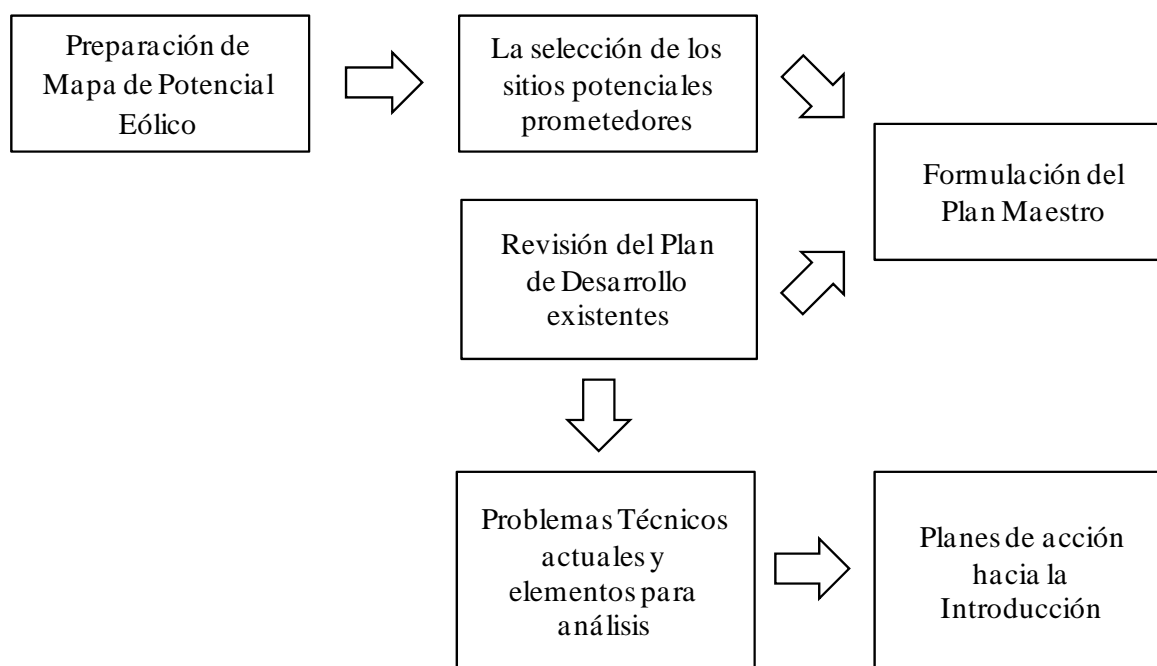 Preparación de
Mapa de Potencial
Eólico
La selección de los
sitios potenciales
prometedores
Formulación del
Plan Maestro
Revisión del Plan
de Desarrollo
existentes
Problemas Técnicos
actuales y
elementos para
análisis
Planes de acción
hacia la
Introducción